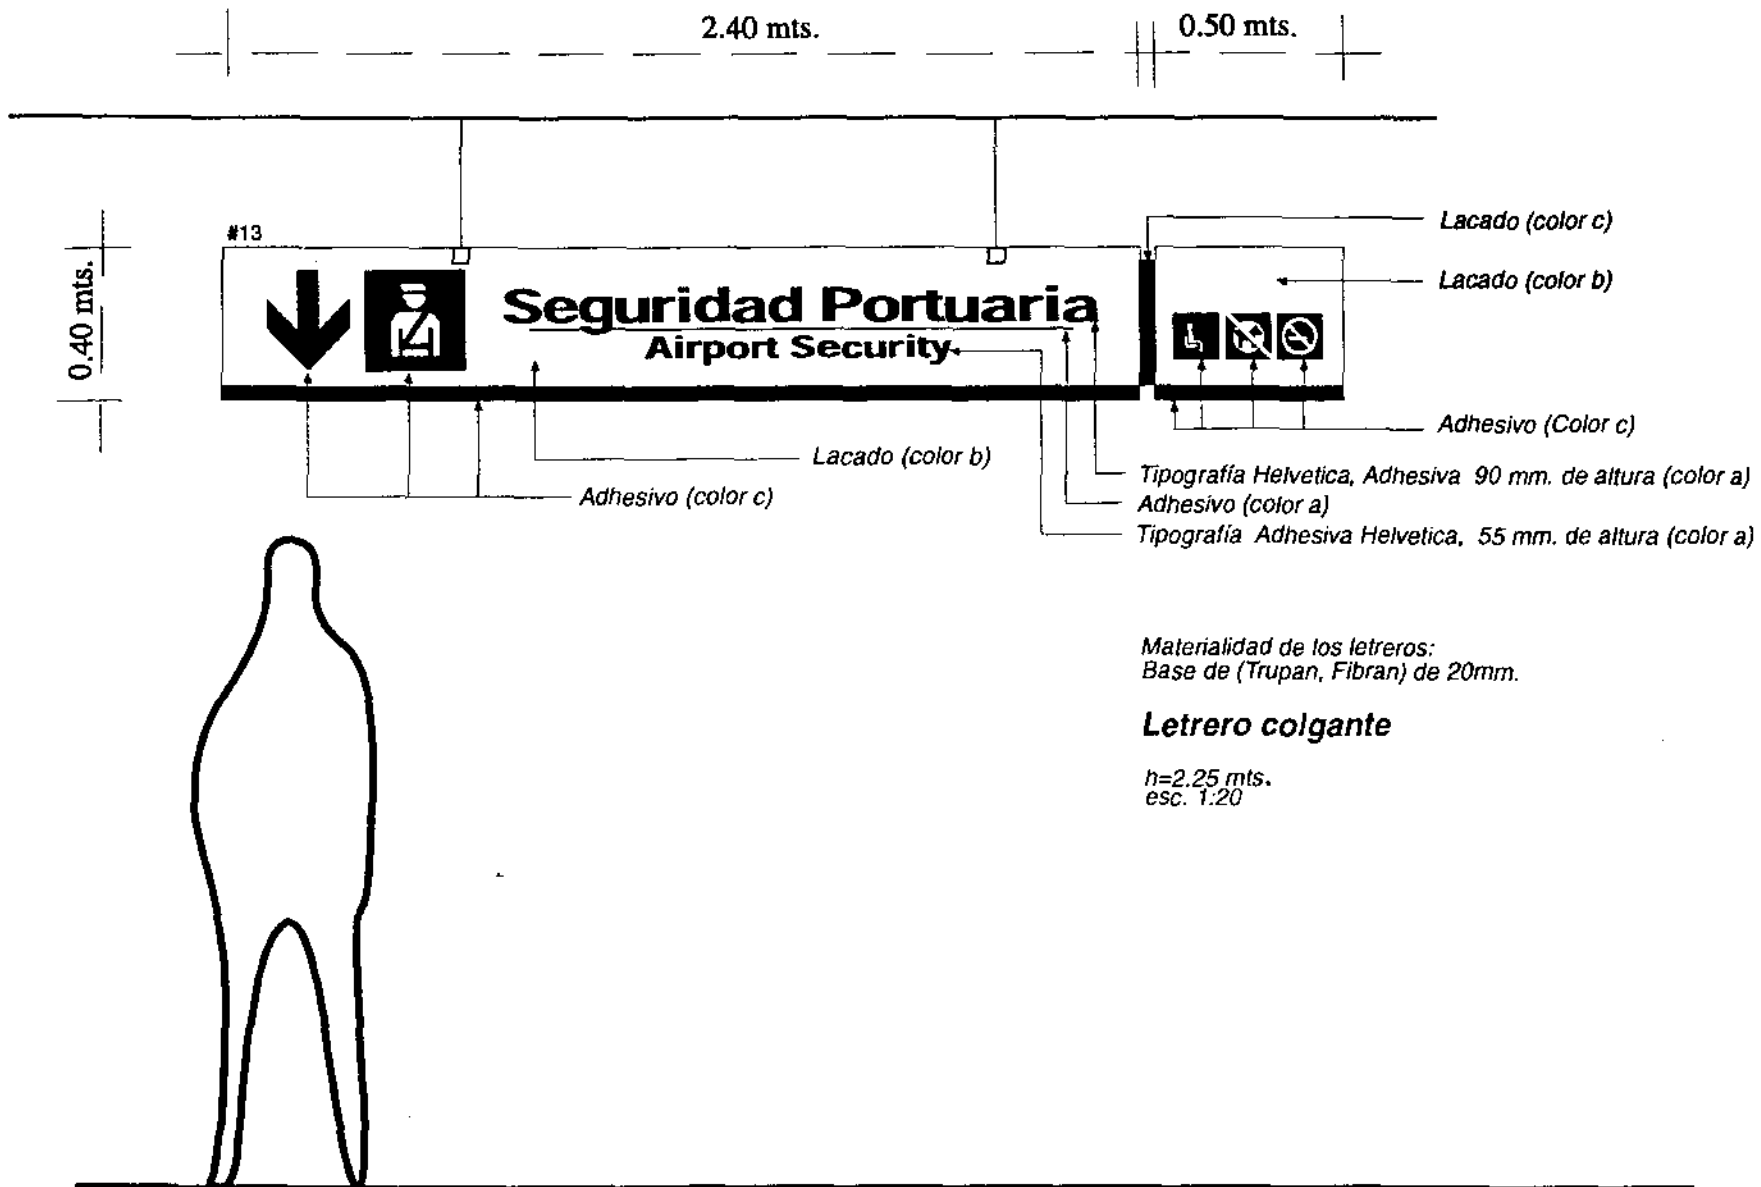 2.40 mts.
0.50 mts.
#13
0.40 mts.
Seguridad Portuaria
Airport Security
Lacado (color c)
Lacado (color b)
Adhesivo (Color c)
Lacado (color b)
Adhesivo (color c)
Tipografía Helvetica, Adhesiva 90 mm. de altura (color a)
Adhesivo (color a)
Tipografía Adhesiva Helvetica, 55 mm. de altura (color a)
Materialidad de los letreros:
Base de (Trupan, Fibran) de 20mm.
Letrero colgante
h=2.25 mts.
esc. 1:20